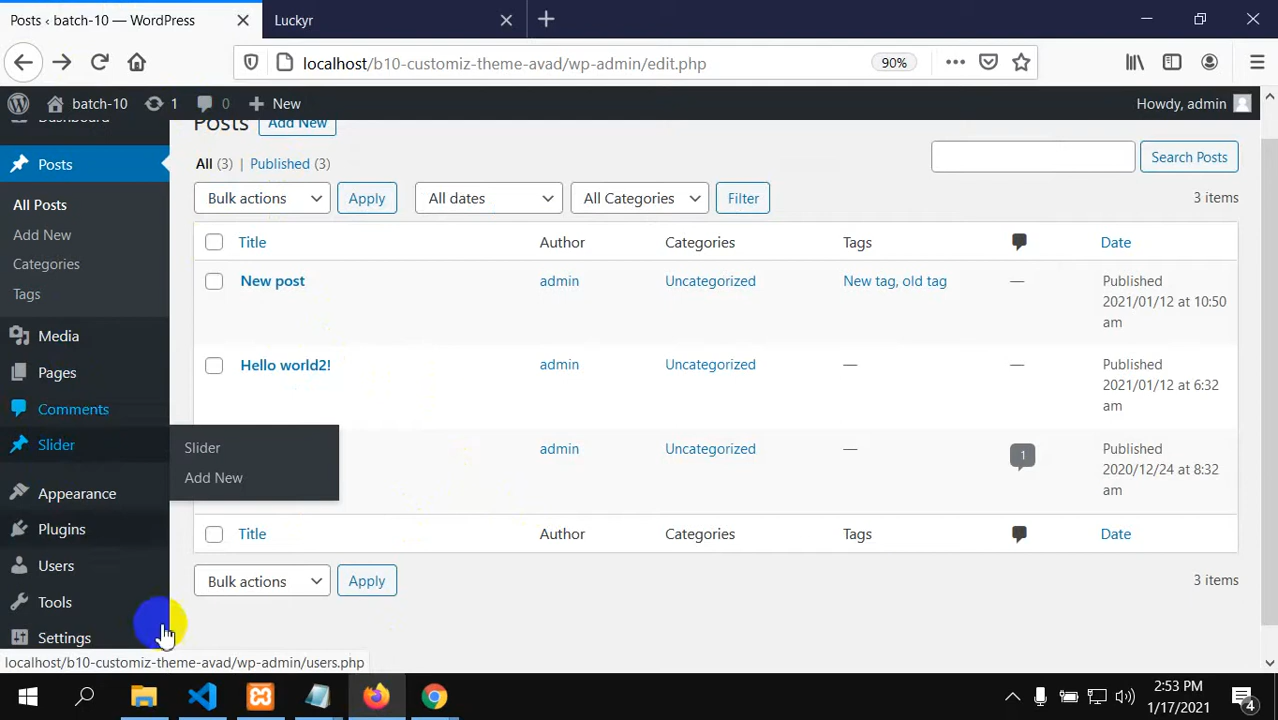 Posts ‹ batch-10 — WordPress
Luckyr
localhost/b10-customiz-theme-avad/wp-admin/edit.php
90%
batch-10
1
0
New
Howdy, admin
Dashboard
Posts
All Posts
Add New
Categories
Tags
Media
Pages
Comments
Slider
Slider
Add New
Appearance
Plugins
Users
Tools
Settings
Posts
Add New
All (3) | Published (3)
Search Posts
Bulk actions
Apply
All dates
All Categories
Filter
3 items
Title
Author
Categories
Tags
Date
New post
admin
Uncategorized
New tag, old tag
—
Published
2021/01/12 at 10:50
am
Hello world2!
admin
Uncategorized
—
—
Published
2021/01/12 at 6:32
am
admin
Uncategorized
—
1
Published
2020/12/24 at 8:32
am
Title
Author
Categories
Tags
Date
Bulk actions
Apply
3 items
localhost/b10-customiz-theme-avad/wp-admin/users.php
2:53 PM
1/17/2021
4